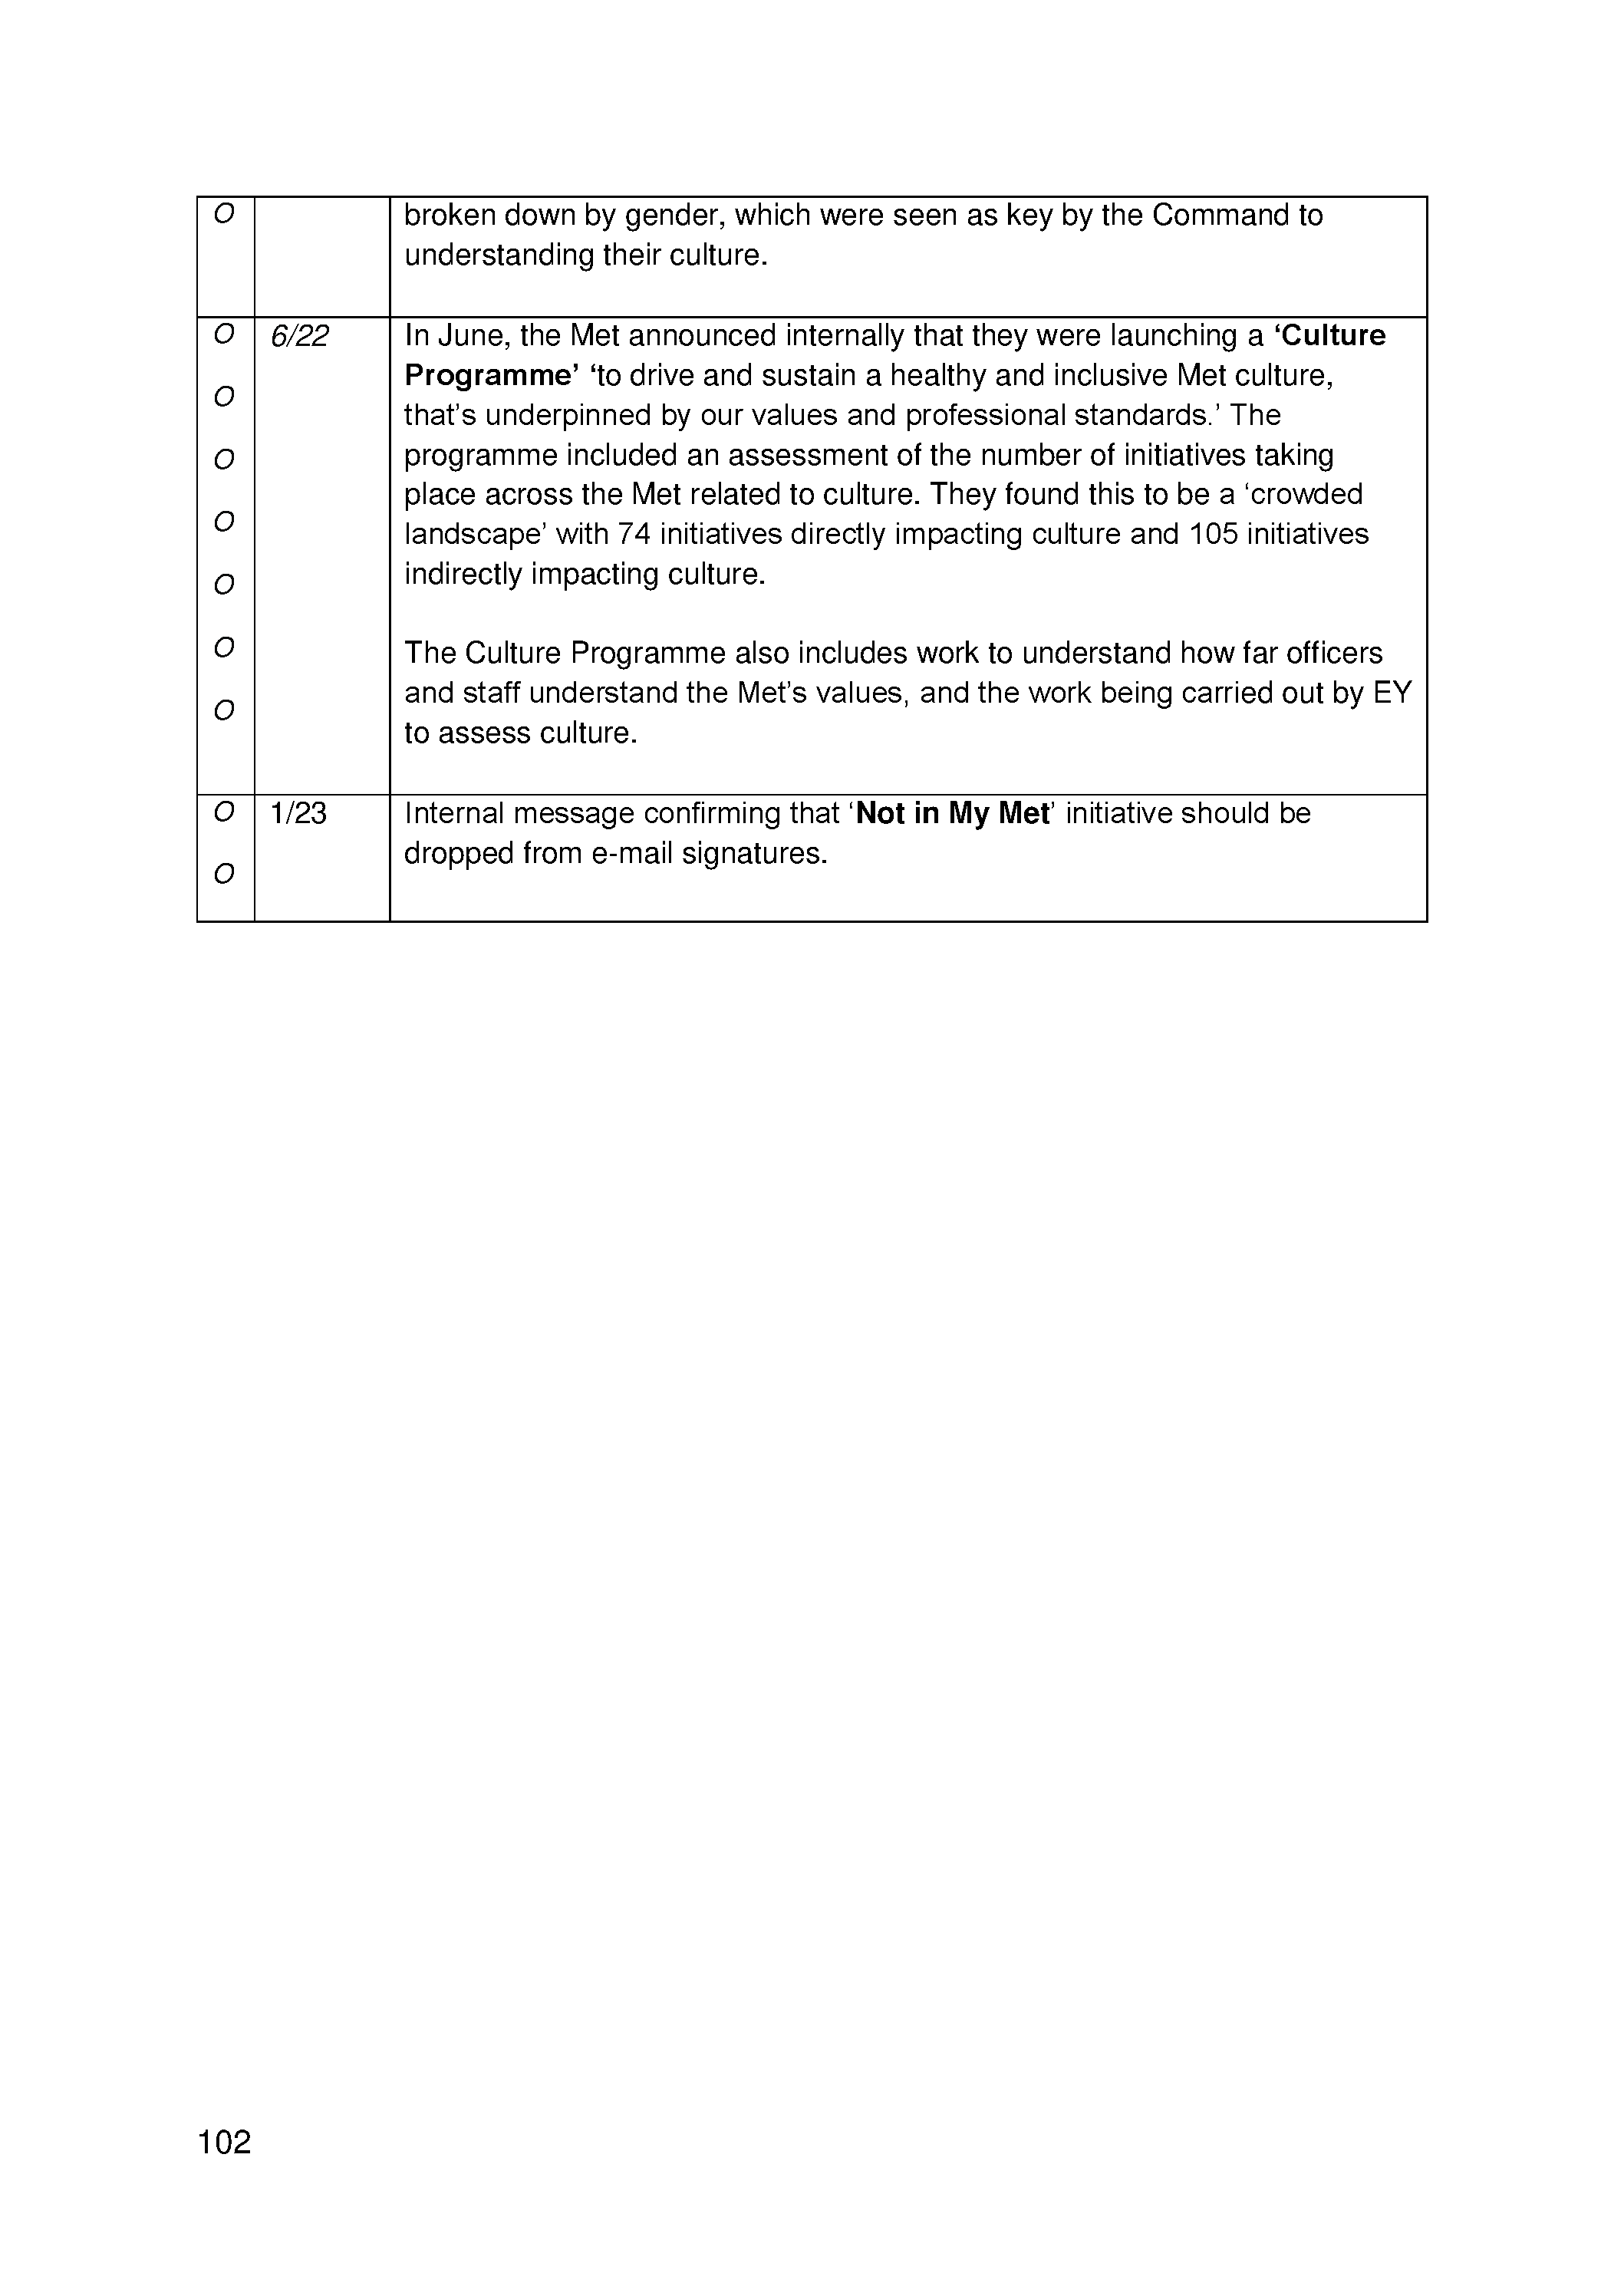 O
broken down by gender, which were seen as key by the Command to
understanding their culture.
O
O
O
O
O
O
O
6/22
In June, the Met announced internally that they were launching a ‘Culture
Programme’ ‘to drive and sustain a healthy and inclusive Met culture,
that’s underpinned by our values and professional standards.’ The
programme included an assessment of the number of initiatives taking
place across the Met related to culture. They found this to be a ‘crowded
landscape’ with 74 initiatives directly impacting culture and 105 initiatives
indirectly impacting culture.
The Culture Programme also includes work to understand how far officers
and staff understand the Met’s values, and the work being carried out by EY
to assess culture.
O
O
1/23
Internal message confirming that ‘Not in My Met’ initiative should be
dropped from e-mail signatures.
102